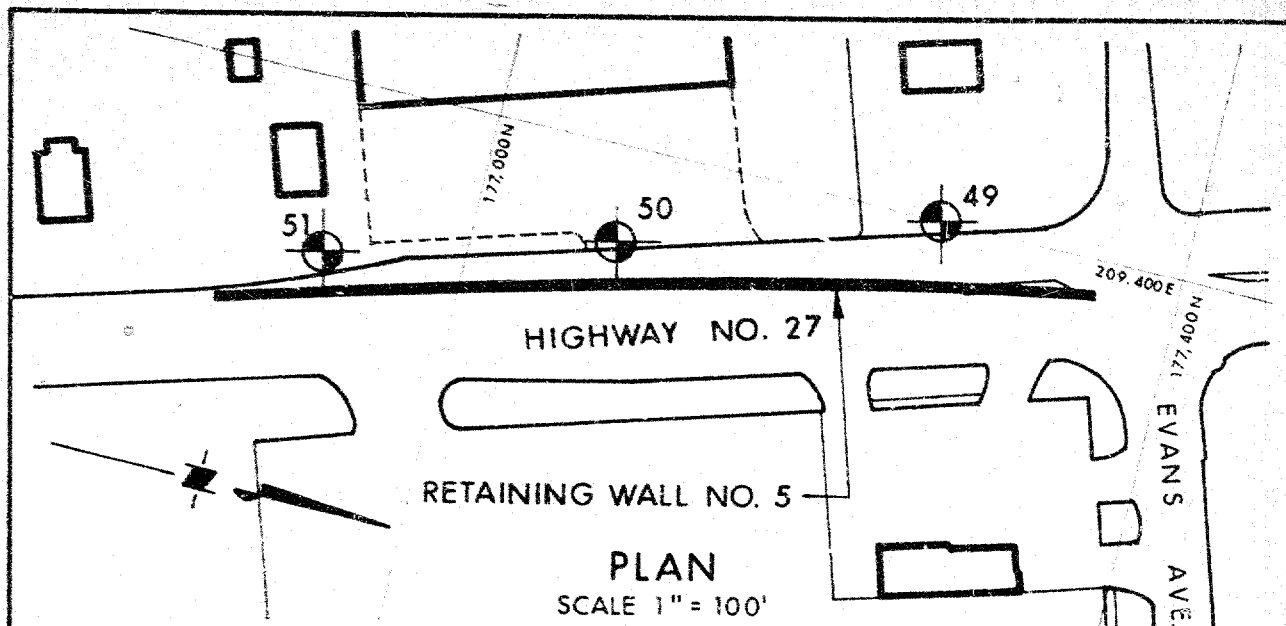 177,000N
51
50
49
209.400E
177,400N
HIGHWAY NO. 27
EVANS AVE.
RETAINING WALL NO. 5
PLAN
SCALE 1" = 100'